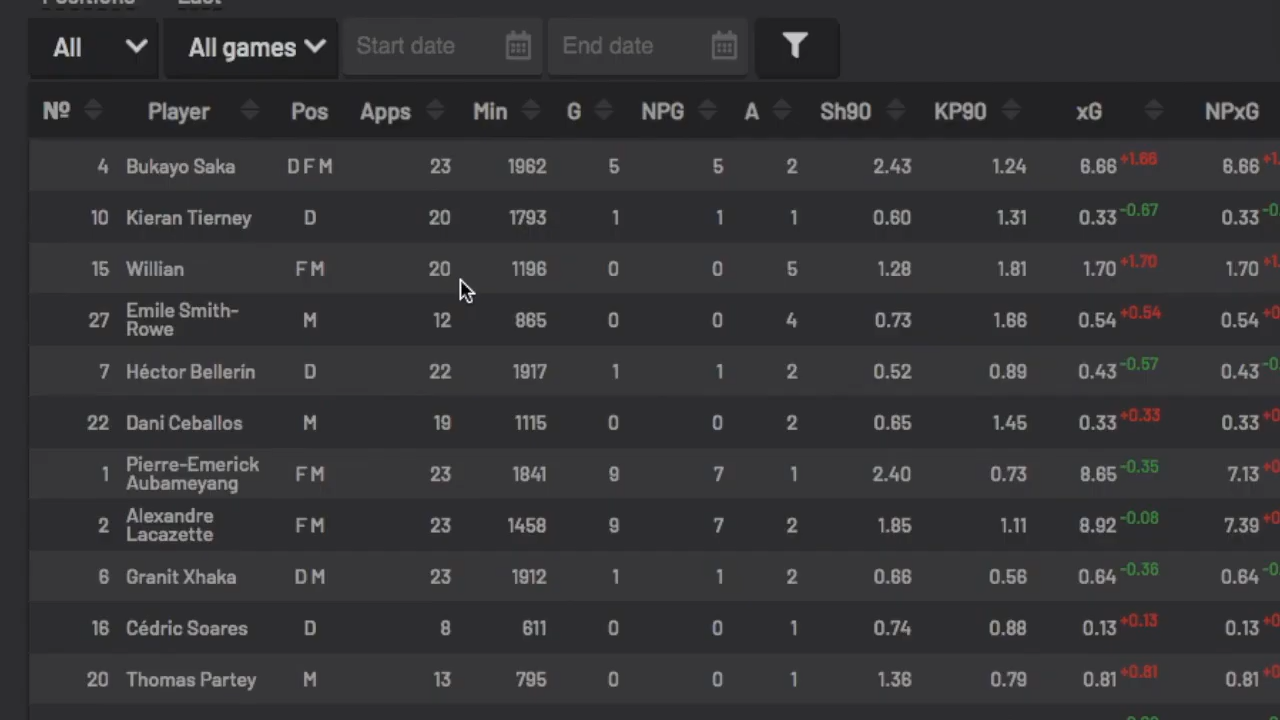 Positions Last
All All games Start date End date
Nº Player Pos Apps Min G NPG A Sh90 KP90 xG NPxG
4 Bukayo Saka D F M 23 1962 5 5 2 2.43 1.24 6.66 +1.66 6.66
10 Kieran Tierney D 20 1793 1 1 1 0.60 1.31 0.33 -0.67 0.33
15 Willian F M 20 1196 0 0 5 1.28 1.81 1.70 +1.70 1.70
27 Emile Smith-
Rowe M 12 865 0 0 4 0.73 1.66 0.54 +0.54 0.54
7 Héctor Bellerín D 22 1917 1 1 2 0.52 0.89 0.43 -0.57 0.43
22 Dani Ceballos M 19 1115 0 0 2 0.65 1.45 0.33 +0.33 0.33
1 Pierre-Emerick
Aubameyang F M 23 1841 9 7 1 2.40 0.73 8.65 -0.35 7.13
2 Alexandre
Lacazette F M 23 1458 9 7 2 1.85 1.11 8.92 -0.08 7.39
6 Granit Xhaka D M 23 1912 1 1 2 0.66 0.56 0.64 -0.36 0.64
16 Cédric Soares D 8 611 0 0 1 0.74 0.88 0.13 +0.13 0.13
20 Thomas Partey M 13 795 0 0 1 1.36 0.79 0.81 +0.81 0.81